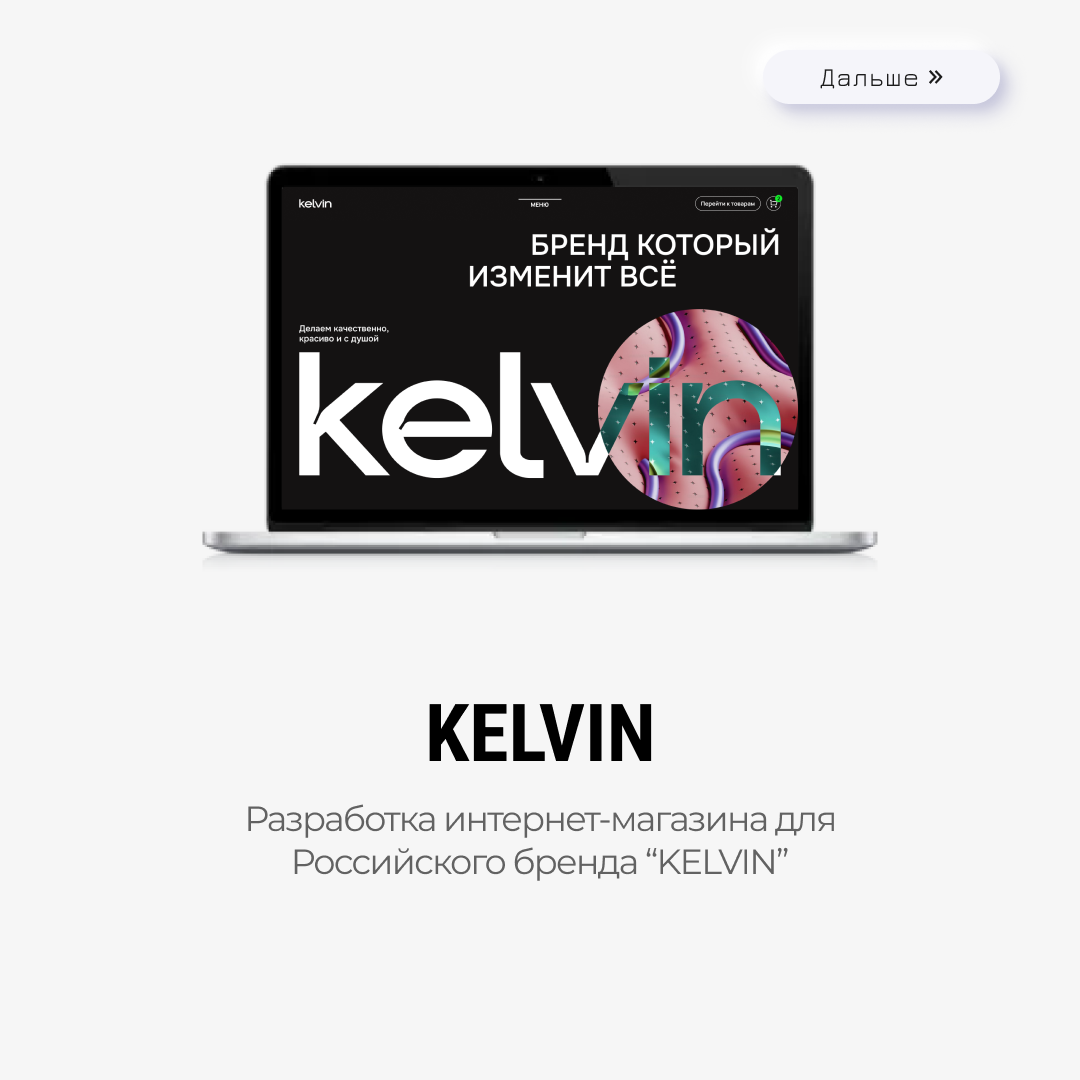 Дальше »
kelvin
МЕНЮ
Перейти к товарам
БРЕНД КОТОРЫЙ
ИЗМЕНИТ ВСЁ
Делаем качественно,
красиво и с душой
kelvin
KELVIN
Разработка интернет-магазина для
Российского бренда “KELVIN”